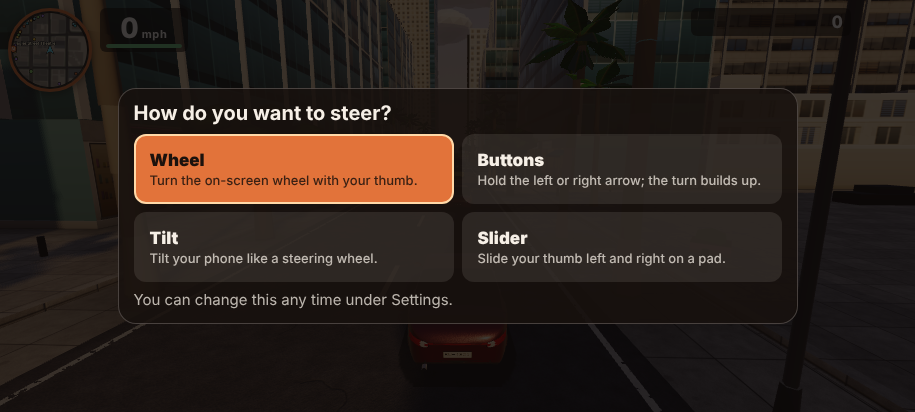 0 mph
0
How do you want to steer?
Wheel
Turn the on-screen wheel with your thumb.
Buttons
Hold the left or right arrow; the turn builds up.
Tilt
Tilt your phone like a steering wheel.
Slider
Slide your thumb left and right on a pad.
You can change this any time under Settings.